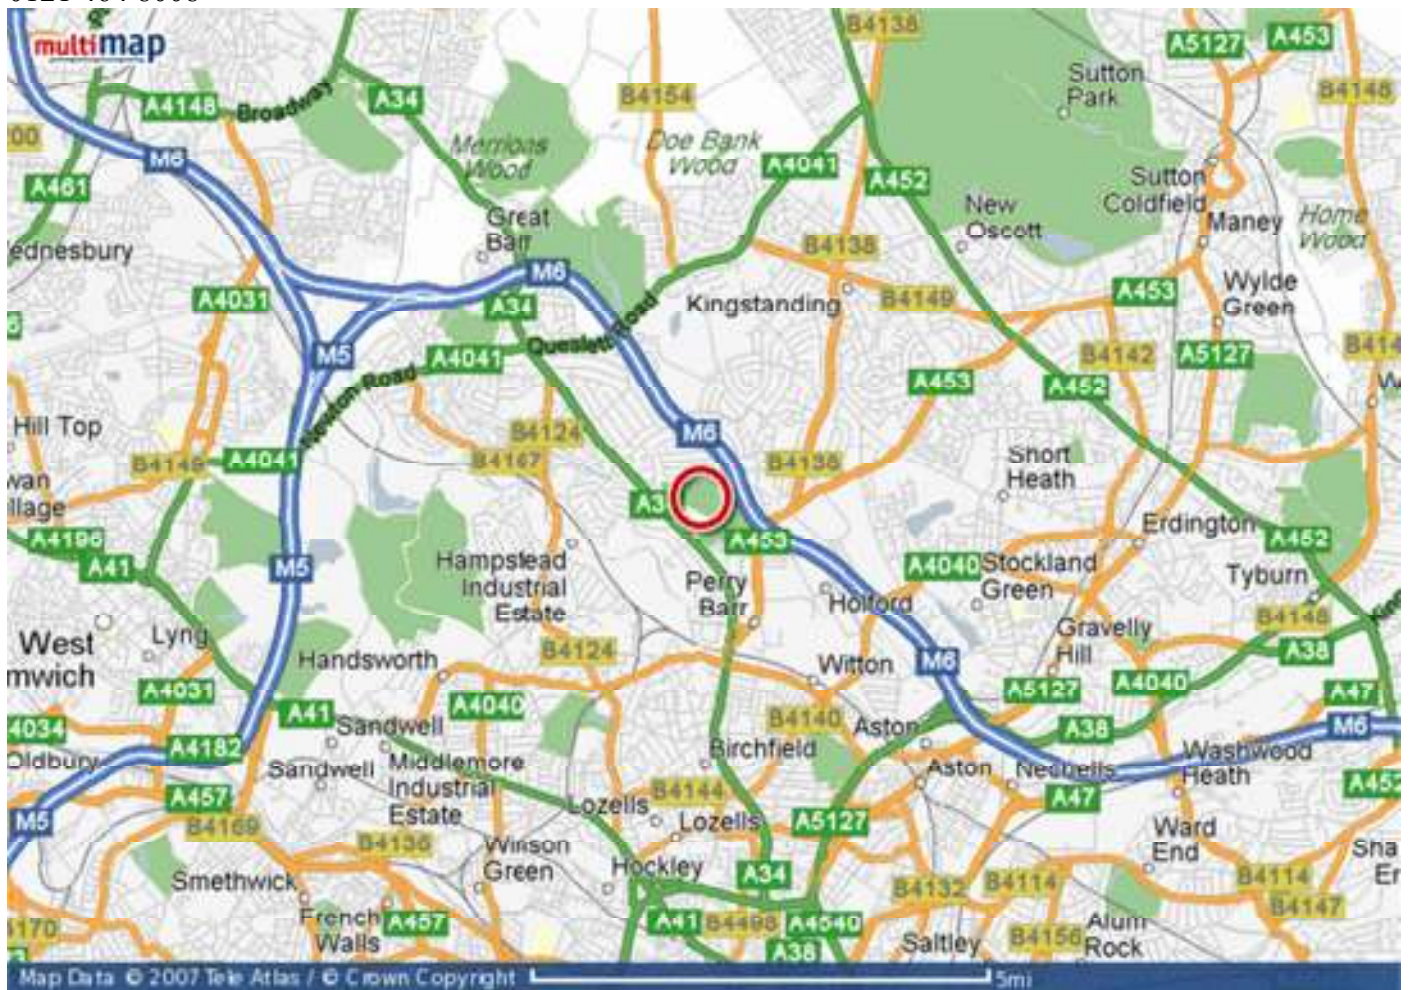 multimap
A4148
Broadway
A34
B4154
B4138
A5127
A453
Sutton
Park
B4148
Merrions
Wood
Doe Bank
Wood
A4041
A452
M6
A461
Sutton
Coldfield
Great
Barr
New
Oscott
Maney
Home
Wood
ednesbury
B4138
M6
A4031
A34
Kingstanding
B4149
A453
Wylde
Green
Queslett Road
M5
A4041
B4142
A5127
Newton Road
A453
A452
Hill Top
B4124
M6
B4149
A4041
B4167
B4138
Short
Heath
wan
illage
A3
A4196
A41
M5
Hampstead
Industrial
Estate
A453
A4040
Stockland
Green
Erdington
A452
Tyburn
Perry
Barr
Holford
B4148
West
mwich
Lyng
Gravelly
Hill
A38
Handsworth
B4124
Witton
M6
A4031
A4040
A5127
A4040
A47
A41
Sandwell
B4140
Aston
A38
M6
A4034
A4182
Oldbury
Sandwell
Middlemore
Industrial
Estate
Birchfield
Aston
Nechells
Washwood
Heath
A457
B4144
A47
A452
M5
B4169
Lozells
Lozells
A5127
B4136
Winson
Green
Hockley
Ward
End
Smethwick
A34
B4132
B4114
B4114
B4147
French
Walls
A457
A41
B4498
A4540
Alum
Rock
A38
Saltley
Map Data © 2007 Tele Atlas / © Crown Copyright
5mi